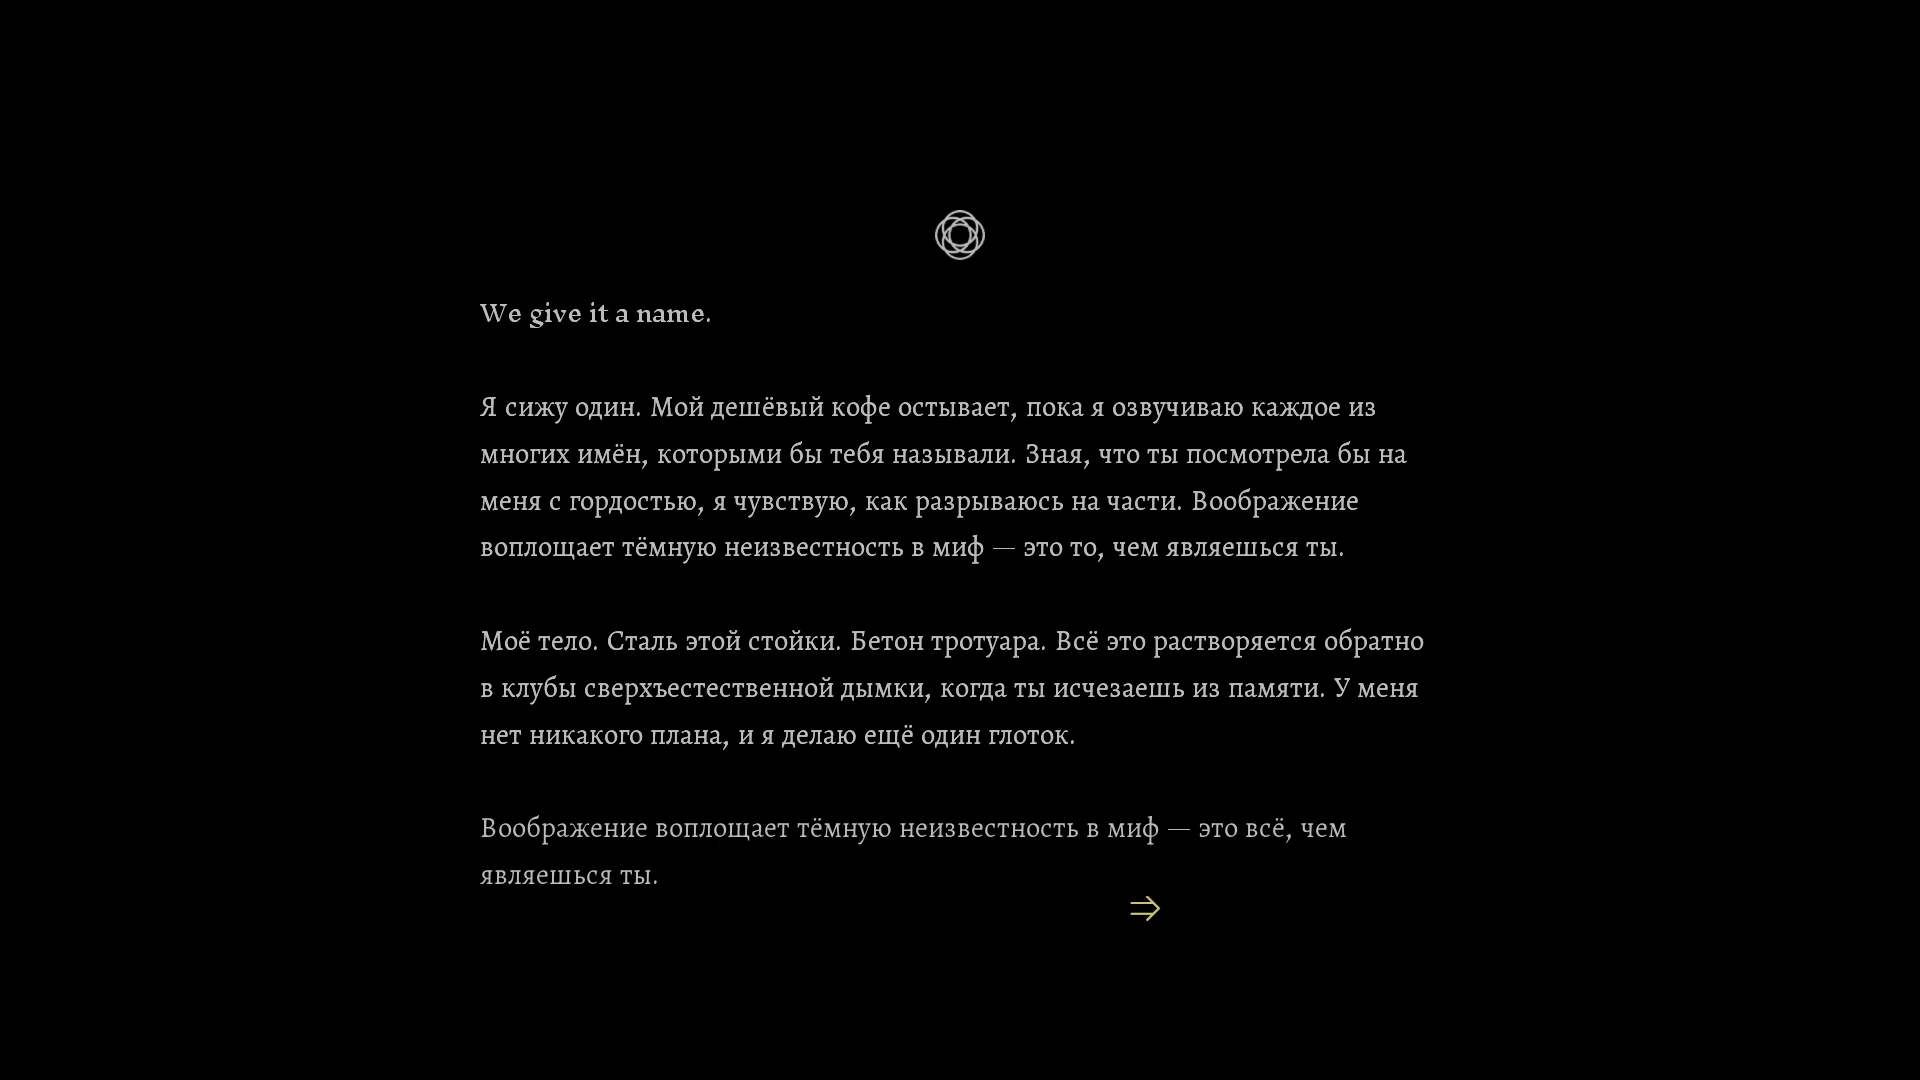 We give it a name.
Я сижу один. Мой дешёвый кофе остывает, пока я озвучиваю каждое из
многих имён, которыми бы тебя называли. Зная, что ты посмотрела бы на
меня с гордостью, я чувствую, как разрываюсь на части. Воображение
воплощает тёмную неизвестность в миф — это то, чем являешься ты.
Моё тело. Сталь этой стойки. Бетон тротуара. Всё это растворяется обратно
в клубы сверхъестественной дымки, когда ты исчезаешь из памяти. У меня
нет никакого плана, и я делаю ещё один глоток.
Воображение воплощает тёмную неизвестность в миф — это всё, чем
являешься ты.